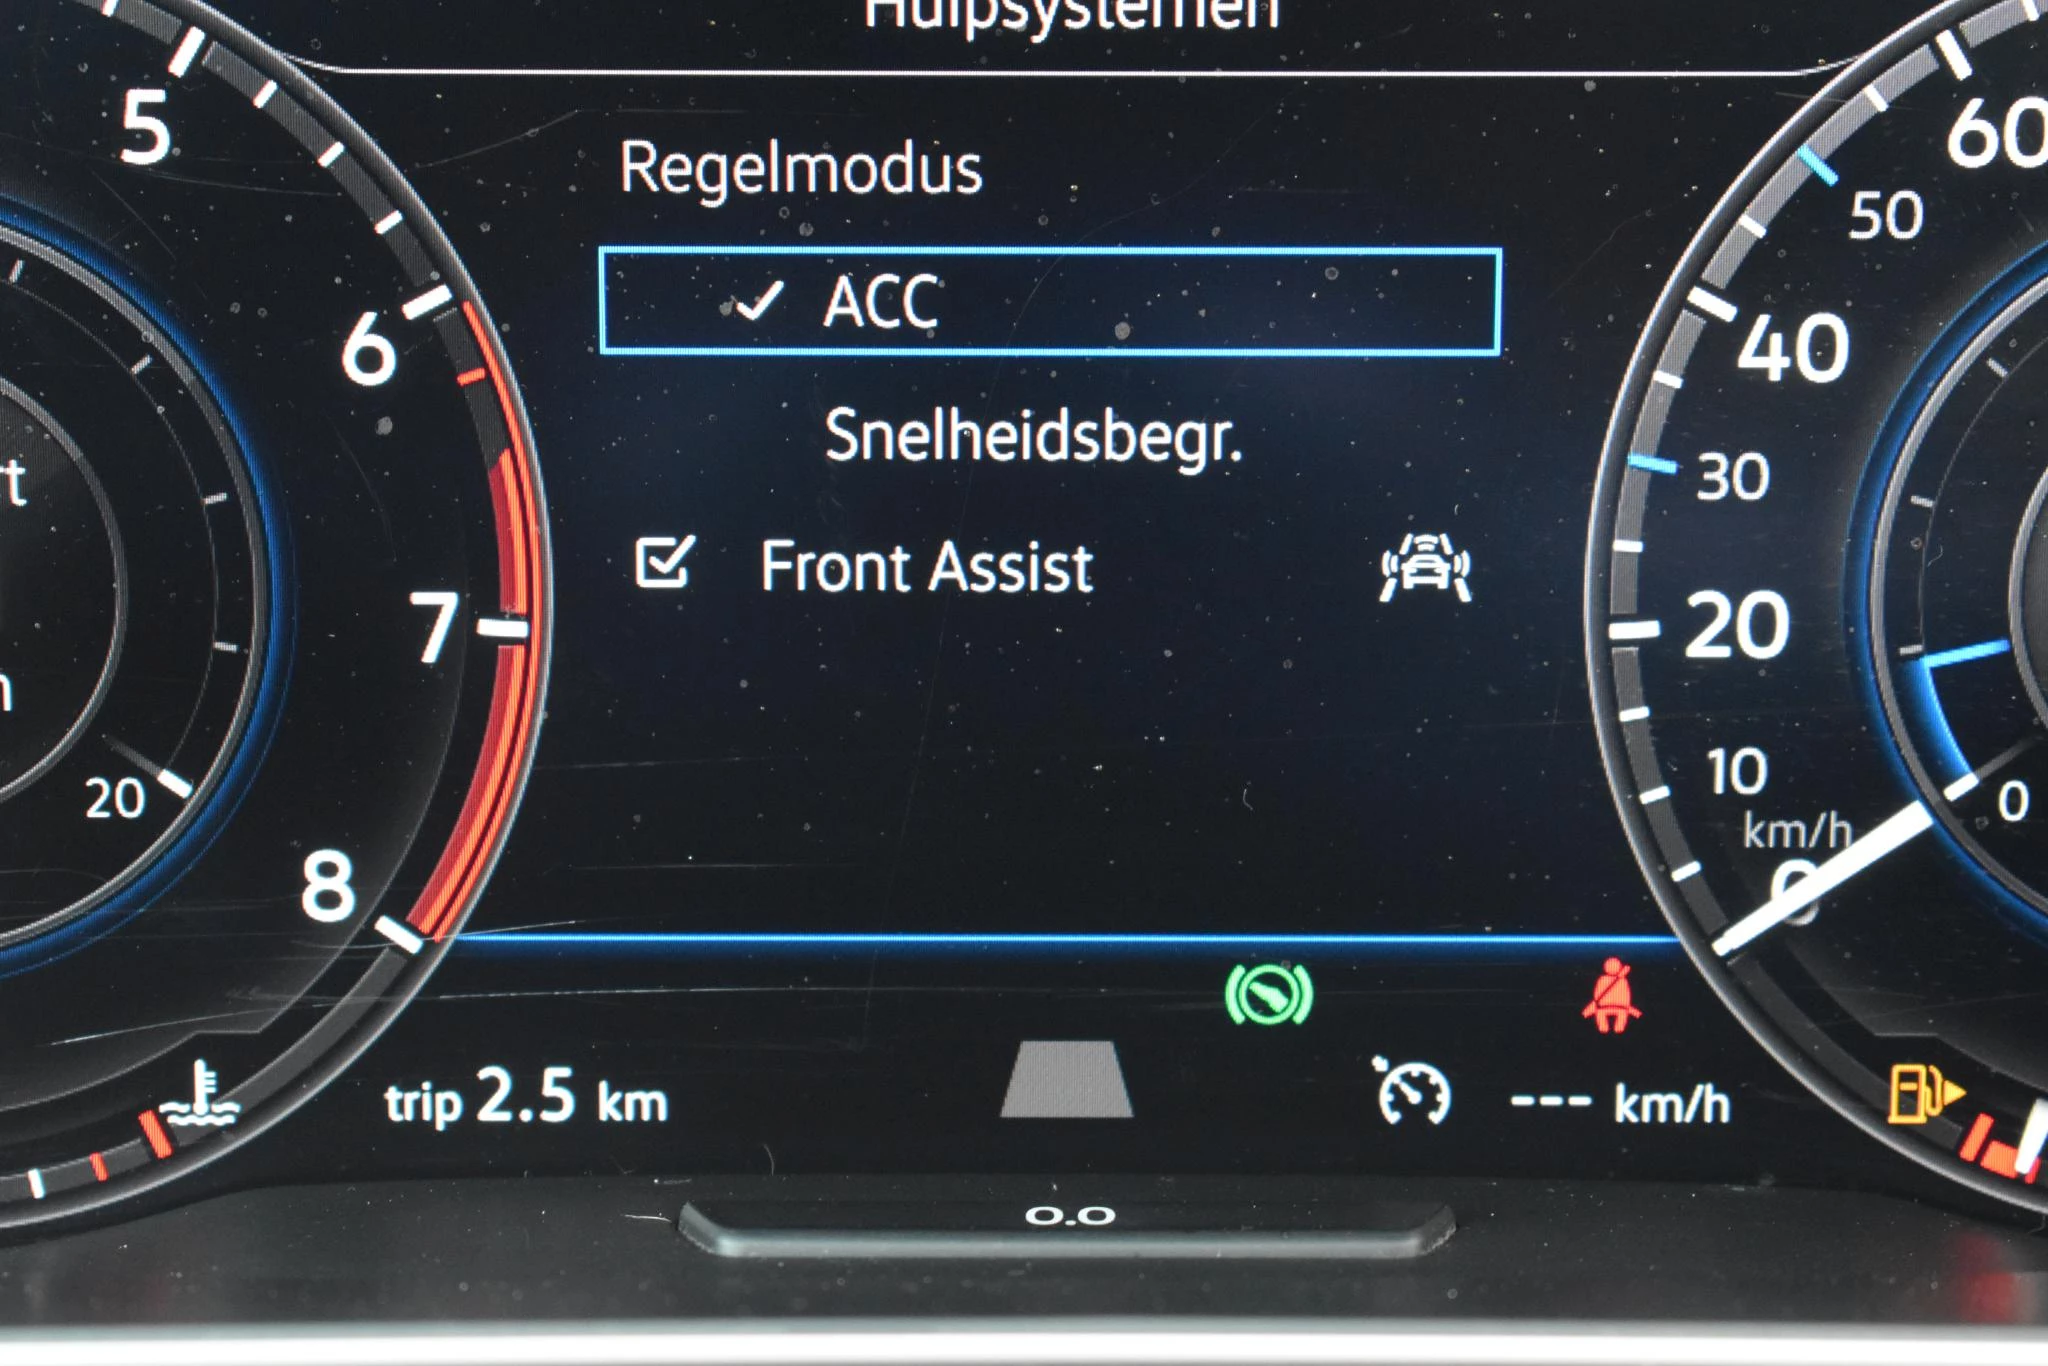 Hulpsystemen
Regelmodus
ACC
Snelheidsbegr.
Front Assist
5
6
7
8
20
60
50
40
30
20
10
km/h
0
0
trip 2.5 km
--- km/h
0.0